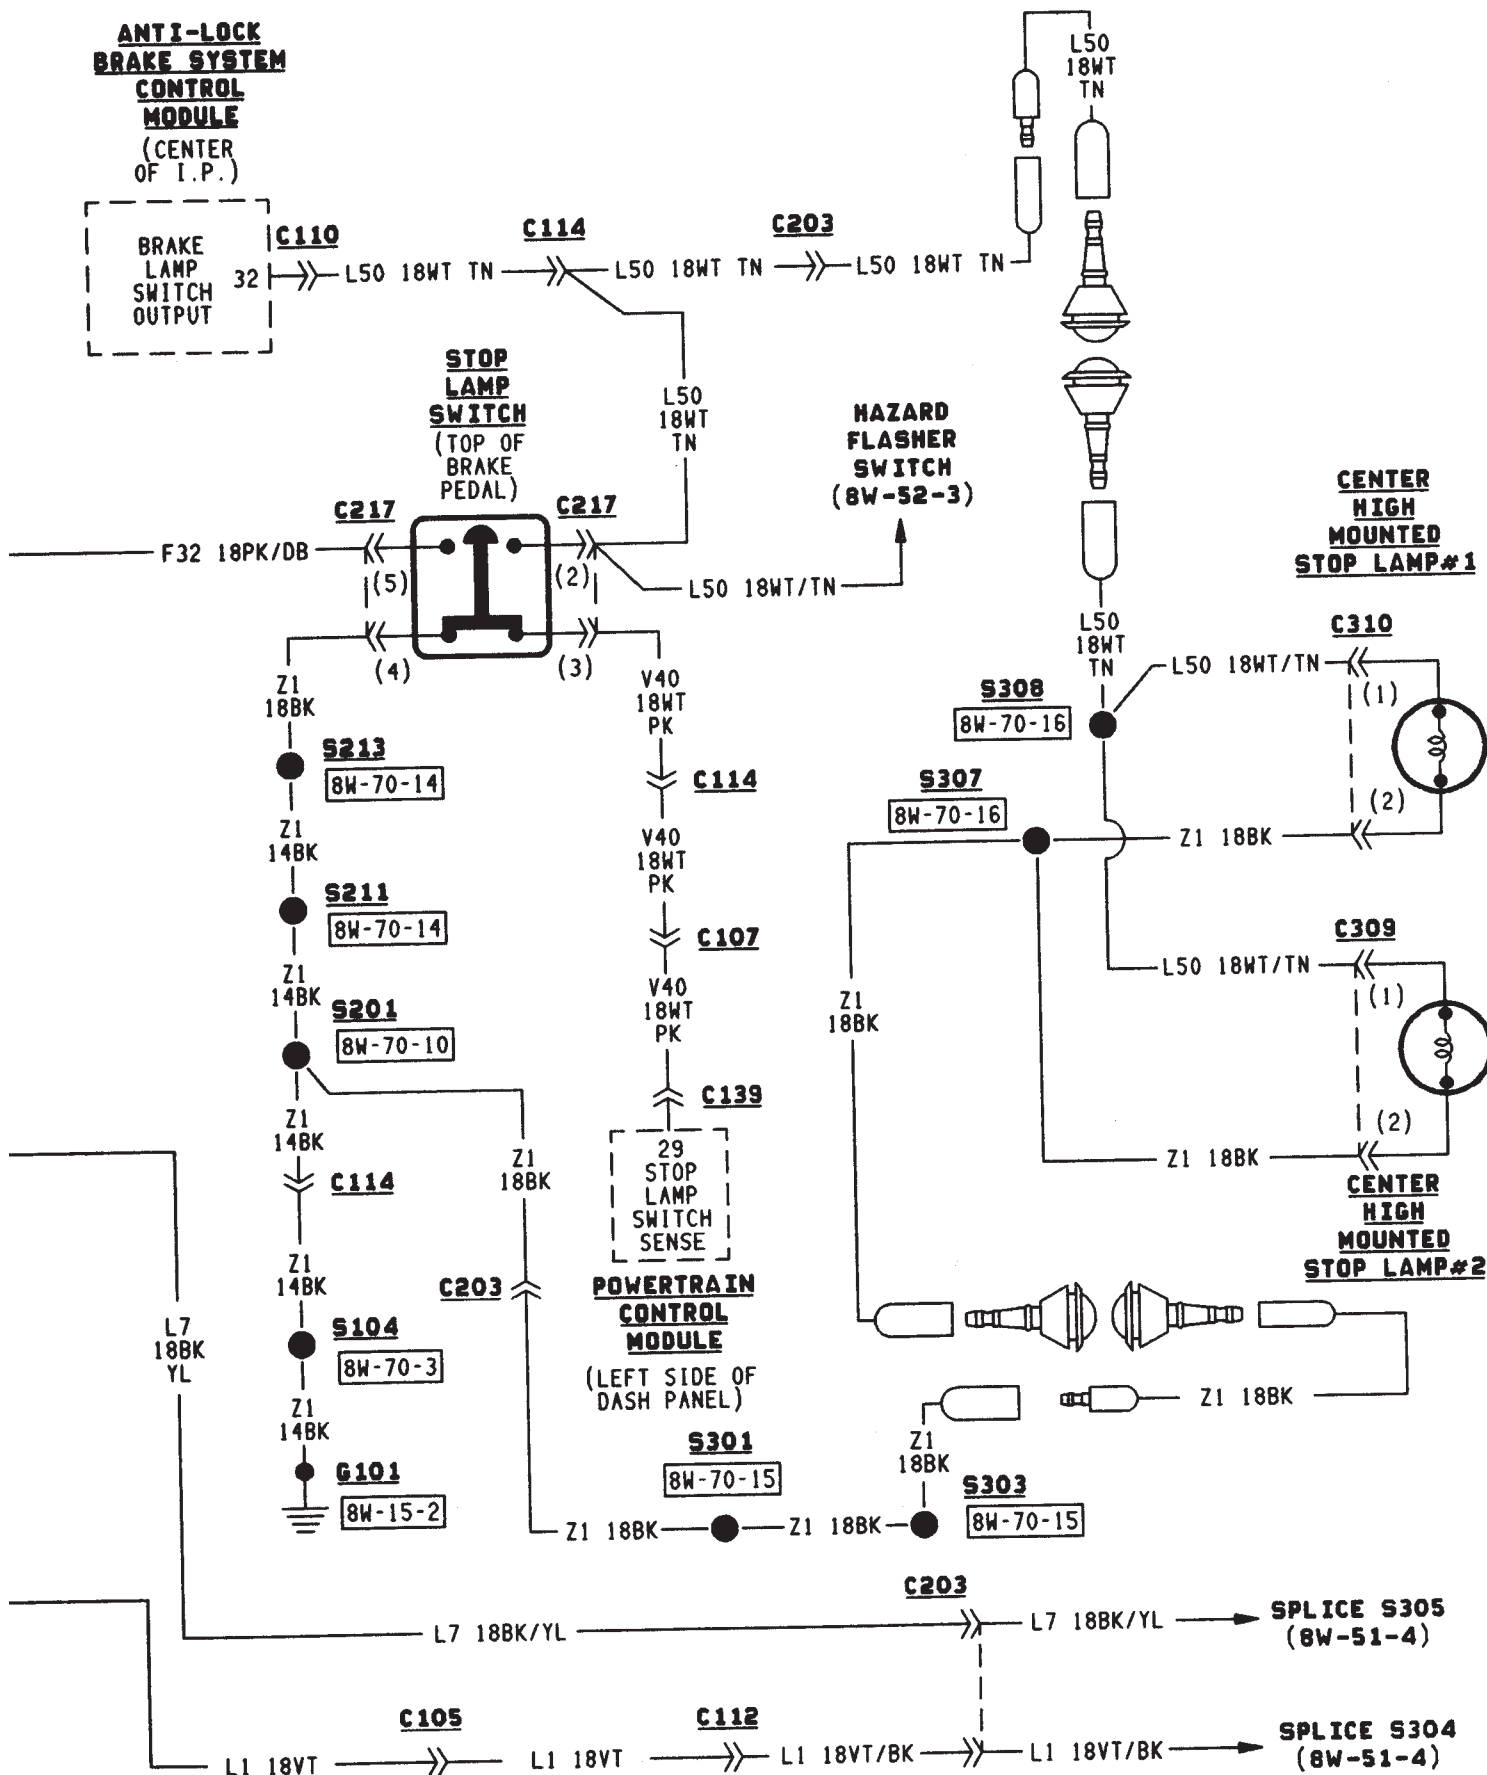 ANTI-LOCK
BRAKE SYSTEM
CONTROL
MODULE
(CENTER
OF I.P.)
BRAKE
LAMP
SWITCH
OUTPUT
32
C110
L50 18WT TN
C114
L50 18WT TN
C203
L50 18WT TN
L50
18WT
TN
L50
18WT
TN
STOP
LAMP
SWITCH
(TOP OF
BRAKE
PEDAL)
HAZARD
FLASHER
SWITCH
(8W-52-3)
C217
C217
F32 18PK/DB
(5)
(2)
L50 18WT/TN
(4)
(3)
Z1
18BK
S213
8W-70-14
Z1
14BK
S211
8W-70-14
Z1
14BK
S201
8W-70-10
Z1
14BK
C114
Z1
14BK
S104
8W-70-3
Z1
14BK
G101
8W-15-2
V40
18WT
PK
C114
V40
18WT
PK
C107
V40
18WT
PK
C139
29
STOP
LAMP
SWITCH
SENSE
POWERTRAIN
CONTROL
MODULE
(LEFT SIDE OF
DASH PANEL)
Z1
18BK
C203
L50
18WT
TN
S308
8W-70-16
S307
8W-70-16
CENTER
HIGH
MOUNTED
STOP LAMP#1
C310
L50 18WT/TN
(1)
(2)
Z1 18BK
C309
L50 18WT/TN
(1)
(2)
Z1 18BK
CENTER
HIGH
MOUNTED
STOP LAMP#2
Z1
18BK
Z1 18BK
Z1
18BK
S301
8W-70-15
S303
8W-70-15
Z1 18BK
Z1 18BK
L7
18BK
YL
L7 18BK/YL
C203
L7 18BK/YL
SPLICE S305
(8W-51-4)
L1 18VT
C105
L1 18VT
C112
L1 18VT/BK
L1 18VT/BK
SPLICE S304
(8W-51-4)